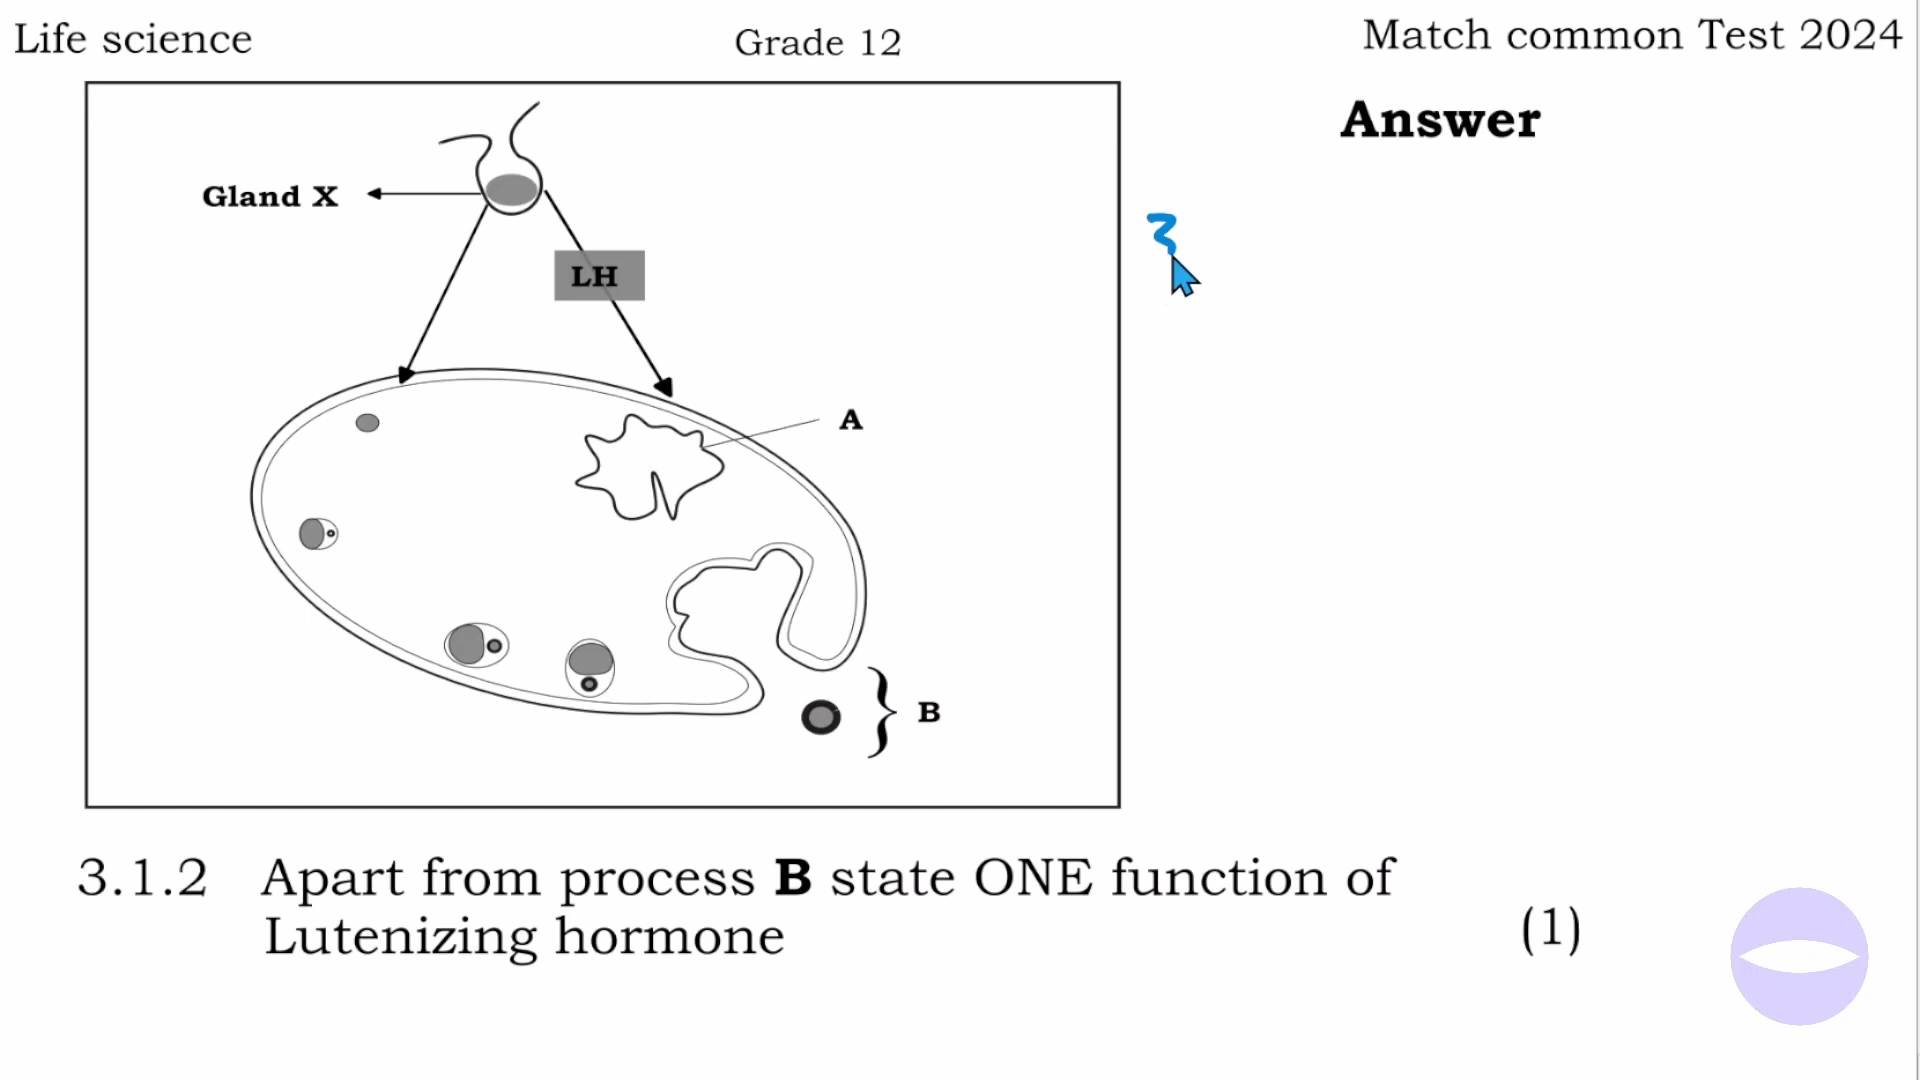 Life science
Grade 12
Match common Test 2024
Answer
Gland X
3
LH
A
B
3.1.2 Apart from process B state ONE function of
Lutenizing hormone
(1)